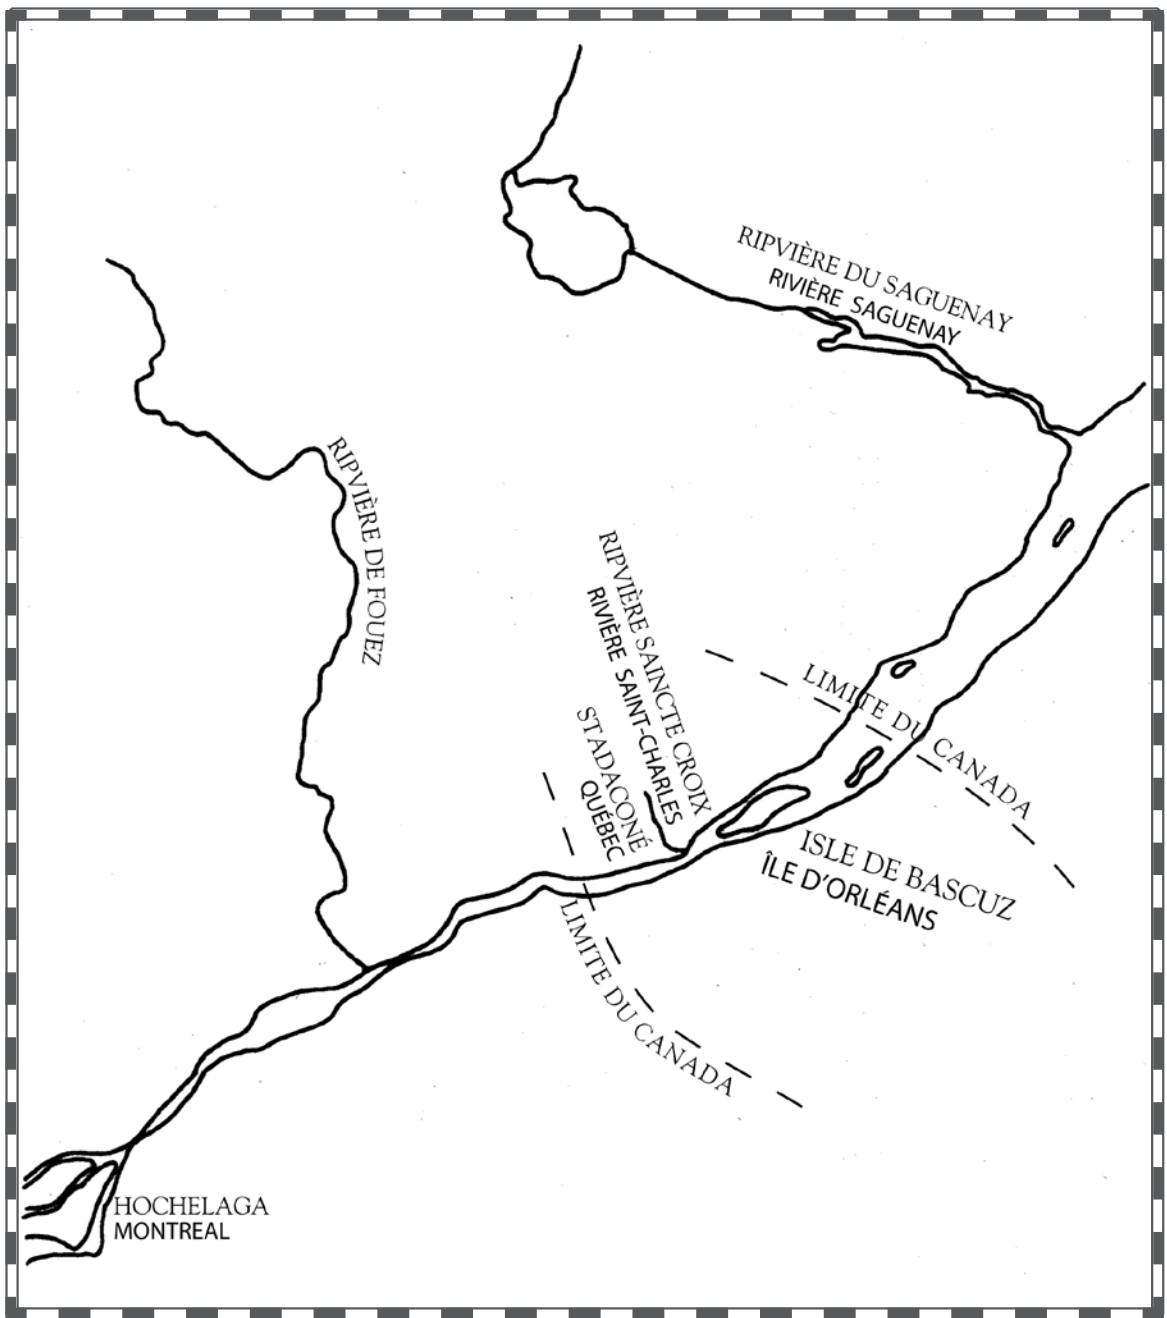 RIPVIÈRE DU SAGUENAY
RIVIÈRE SAGUENAY
RIPVIÈRE DE FOUEZ
RIPVIÈRE SAINCTE CROIX
RIVIÈRE SAINT-CHARLES
STADACONÉ
QUÉBEC
LIMITE DU CANADA
ISLE DE BASCUZ
ÎLE D'ORLÉANS
LIMITE DU CANADA
HOCHELAGA
MONTREAL